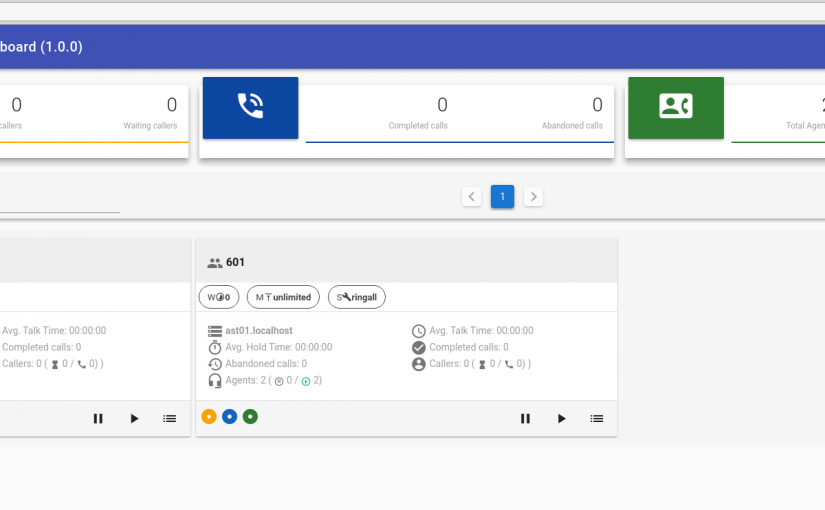 board (1.0.0)
0
0
callers
Waiting callers
0
0
Completed calls
Abandoned calls
2
Total Agen
1
601
W 0
M unlimited
S ringall
Avg. Talk Time: 00:00:00
Completed calls: 0
Callers: 0 ( 0 / 0) )
ast01.localhost
Avg. Hold Time: 00:00:00
Abandoned calls: 0
Agents: 2 ( 0 / 2)
Avg. Talk Time: 00:00:00
Completed calls: 0
Callers: 0 ( 0 / 0) )